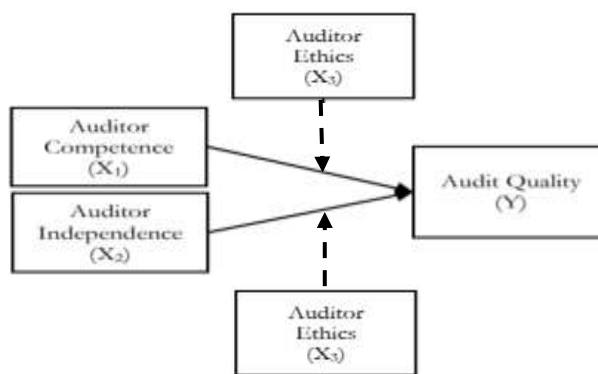 Auditor
Ethics
(X₃)
Auditor
Competence
(X₁)
Auditor
Independence
(X₂)
Audit Quality
(Y)
Auditor
Ethics
(X₃)